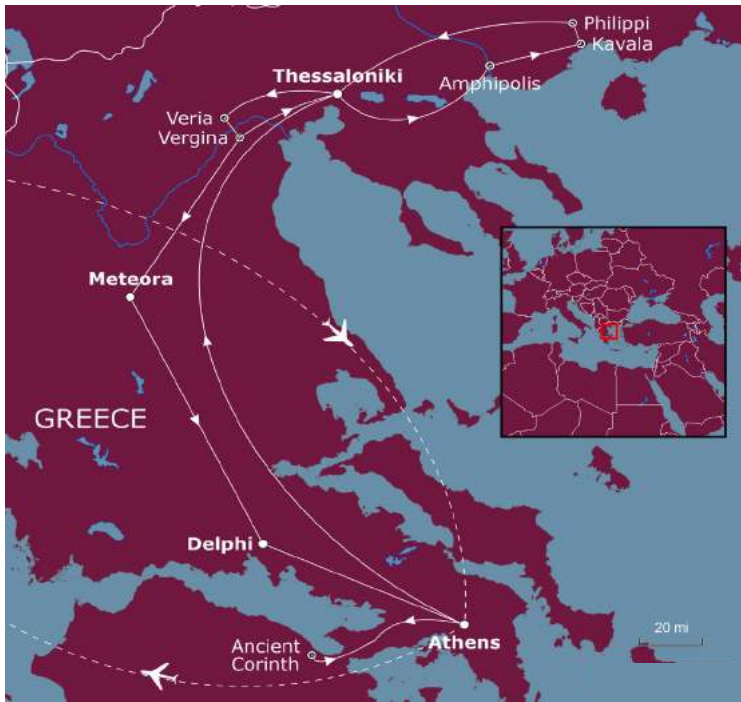 Philippi
Kavala
Thessaloniki
Amphipolis
Veria
Vergina
Meteora
GREECE
Delphi
Ancient
Corinth
Athens
20 mi